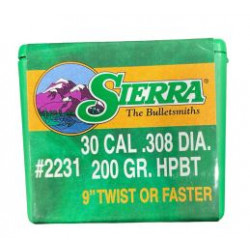 SIERRA
The Bulletsmiths
30 CAL .308 DIA.
#2231 200 GR. HPBT
9" TWIST OR FASTER